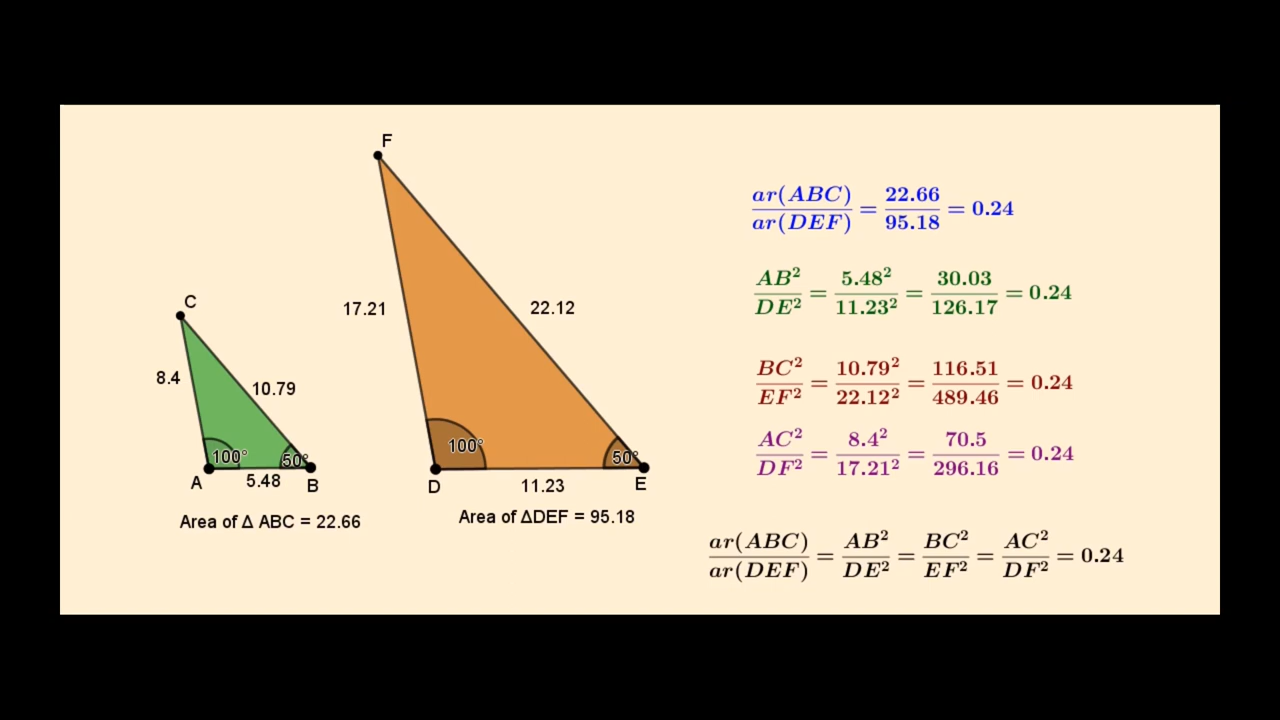 F
ar(ABC)/ar(DEF) = 22.66/95.18 = 0.24
AB²/DE² = 5.48²/11.23² = 30.03/126.17 = 0.24
C
17.21
22.12
8.4
10.79
BC²/EF² = 10.79²/22.12² = 116.51/489.46 = 0.24
AC²/DF² = 8.4²/17.21² = 70.5/296.16 = 0.24
100°
50°
100°
50°
A
5.48
B
D
11.23
E
Area of Δ ABC = 22.66
Area of ΔDEF = 95.18
ar(ABC)/ar(DEF) = AB²/DE² = BC²/EF² = AC²/DF² = 0.24